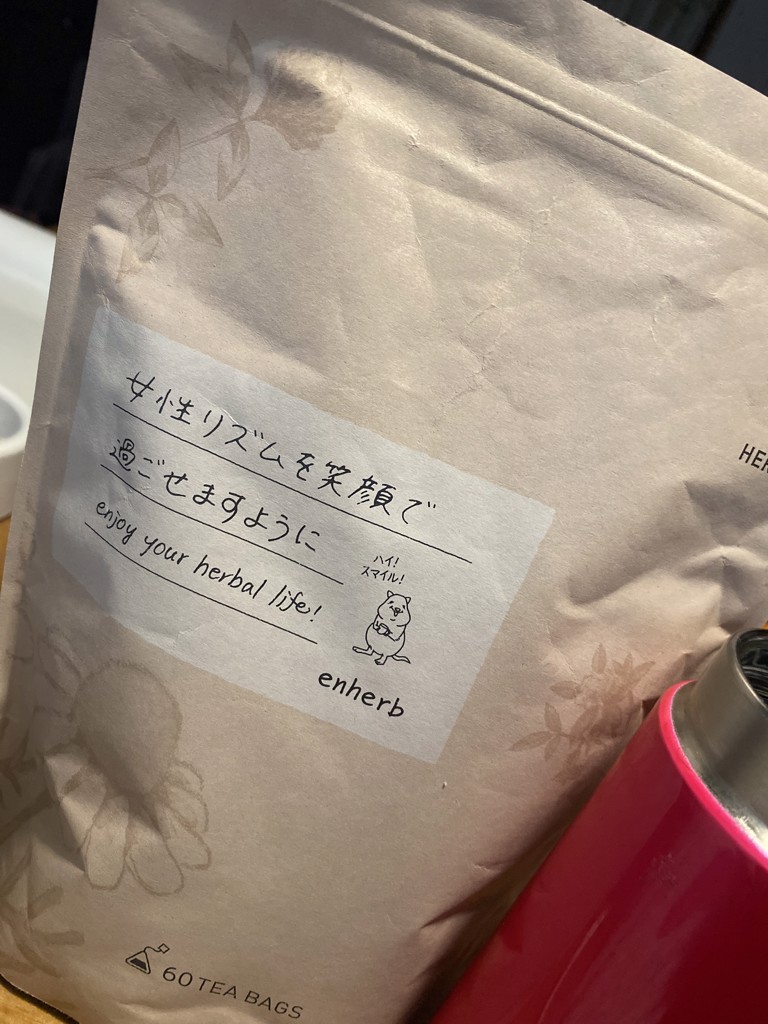 女性リズムを笑顔で
過ごせますように
enjoy your herbal life!
ハイ!
スマイル!
enherb
60 TEA BAGS